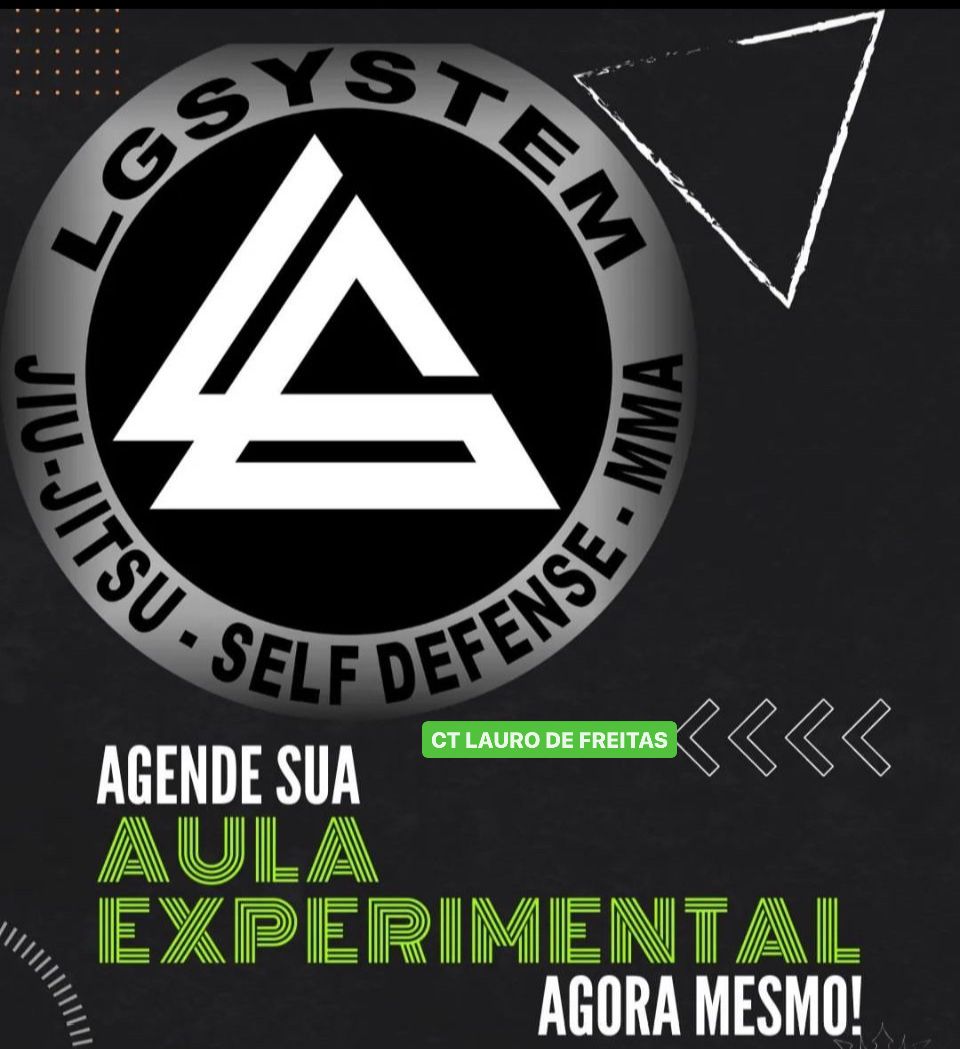 LGSYSTEM
JIU-JITSU - SELF DEFENSE - MMA
CT LAURO DE FREITAS
AGENDE SUA
AULA
EXPERIMENTAL
AGORA MESMO!